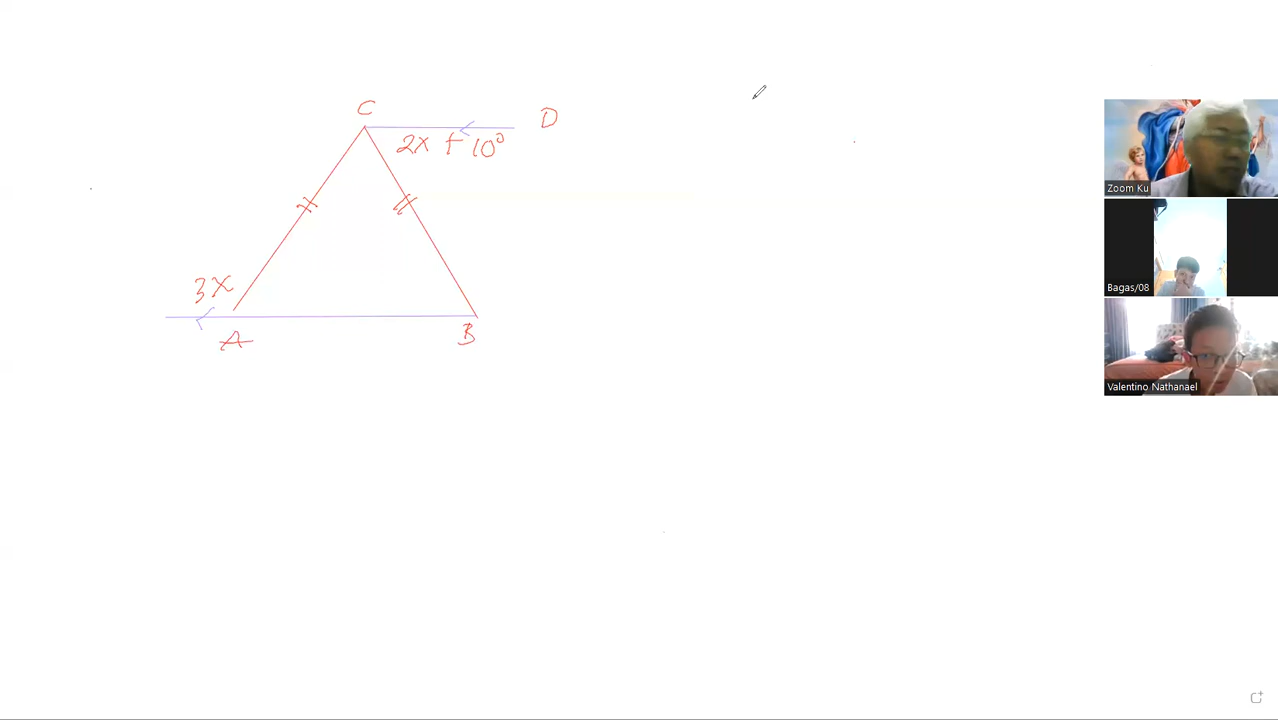 C
D
2x + 10°
3x
A
B
Zoom Ku
Bagas/08
Valentino Nathanael